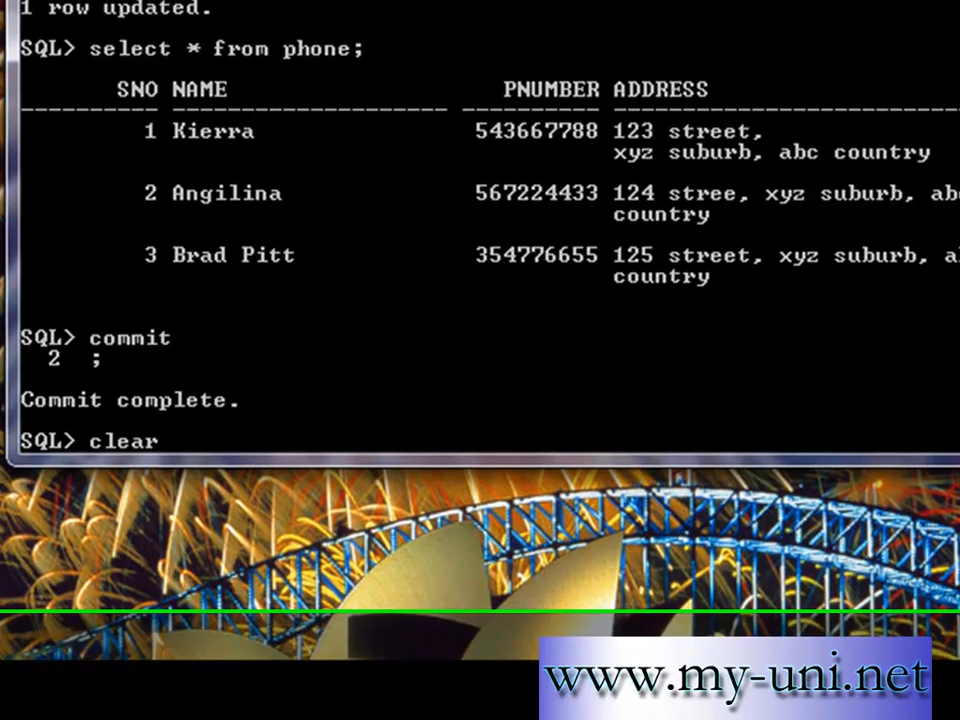 1 row updated.
SQL> select * from phone;
SNO NAME PNUMBER ADDRESS
1 Kierra 543667788 123 street,
xyz suburb, abc country
2 Angilina 567224433 124 stree, xyz suburb, abc
country
3 Brad Pitt 354776655 125 street, xyz suburb,
country
SQL> commit
2 ;
Commit complete.
SQL> clear
www.my-uni.net